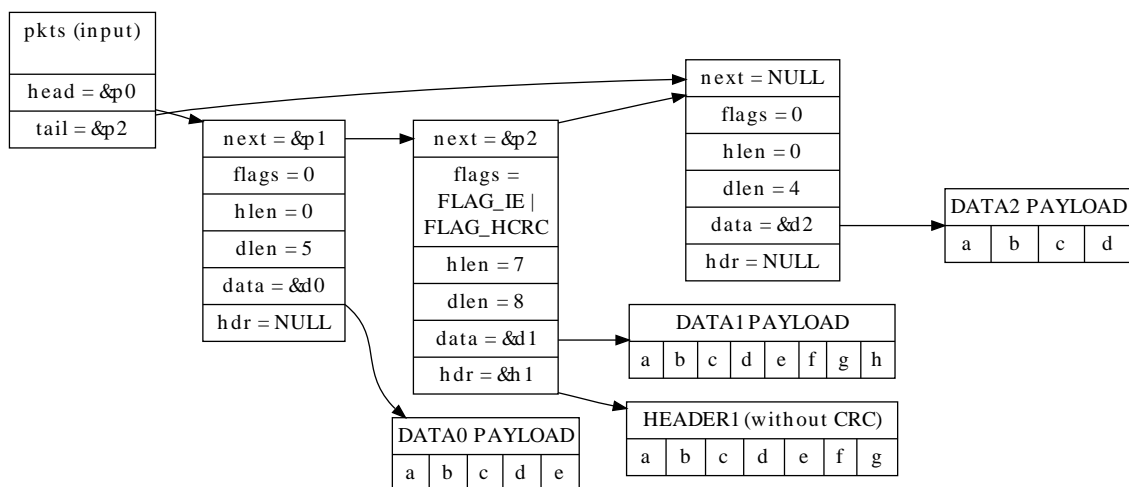 pkts (input)
head = &p0
tail = &p2
next = &p1
flags = 0
hlen = 0
dlen = 5
data = &d0
hdr = NULL
next = &p2
flags =
FLAG_IE |
FLAG_HCRC
hlen = 7
dlen = 8
data = &d1
hdr = &h1
next = NULL
flags = 0
hlen = 0
dlen = 4
data = &d2
hdr = NULL
DATA2 PAYLOAD
a b c d
DATA1 PAYLOAD
a b c d e f g h
HEADER1 (without CRC)
a b c d e f g
DATA0 PAYLOAD
a b c d e